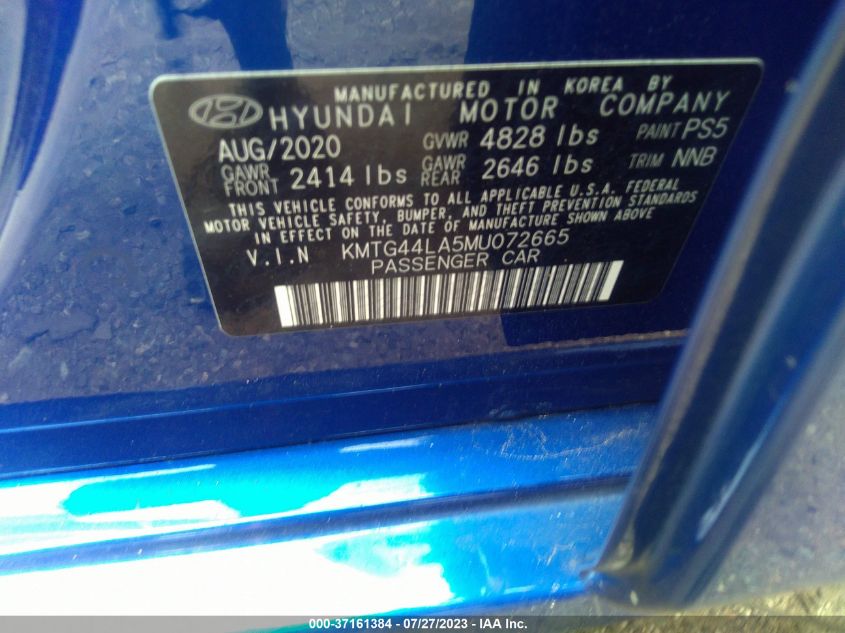 MANUFACTURED IN KOREA BY
HYUNDAI MOTOR COMPANY
AUG/2020 GVWR 4828 lbs PAINT PS5
GAWR FRONT 2414 lbs GAWR REAR 2646 lbs TRIM NNB
THIS VEHICLE CONFORMS TO ALL APPLICABLE U.S.A. FEDERAL
MOTOR VEHICLE SAFETY, BUMPER, AND THEFT PREVENTION STANDARDS
IN EFFECT ON THE DATE OF MANUFACTURE SHOWN ABOVE
V.I.N KMTG44LA5MU072665
PASSENGER CAR
000-37161384 - 07/27/2023 - IAA Inc.